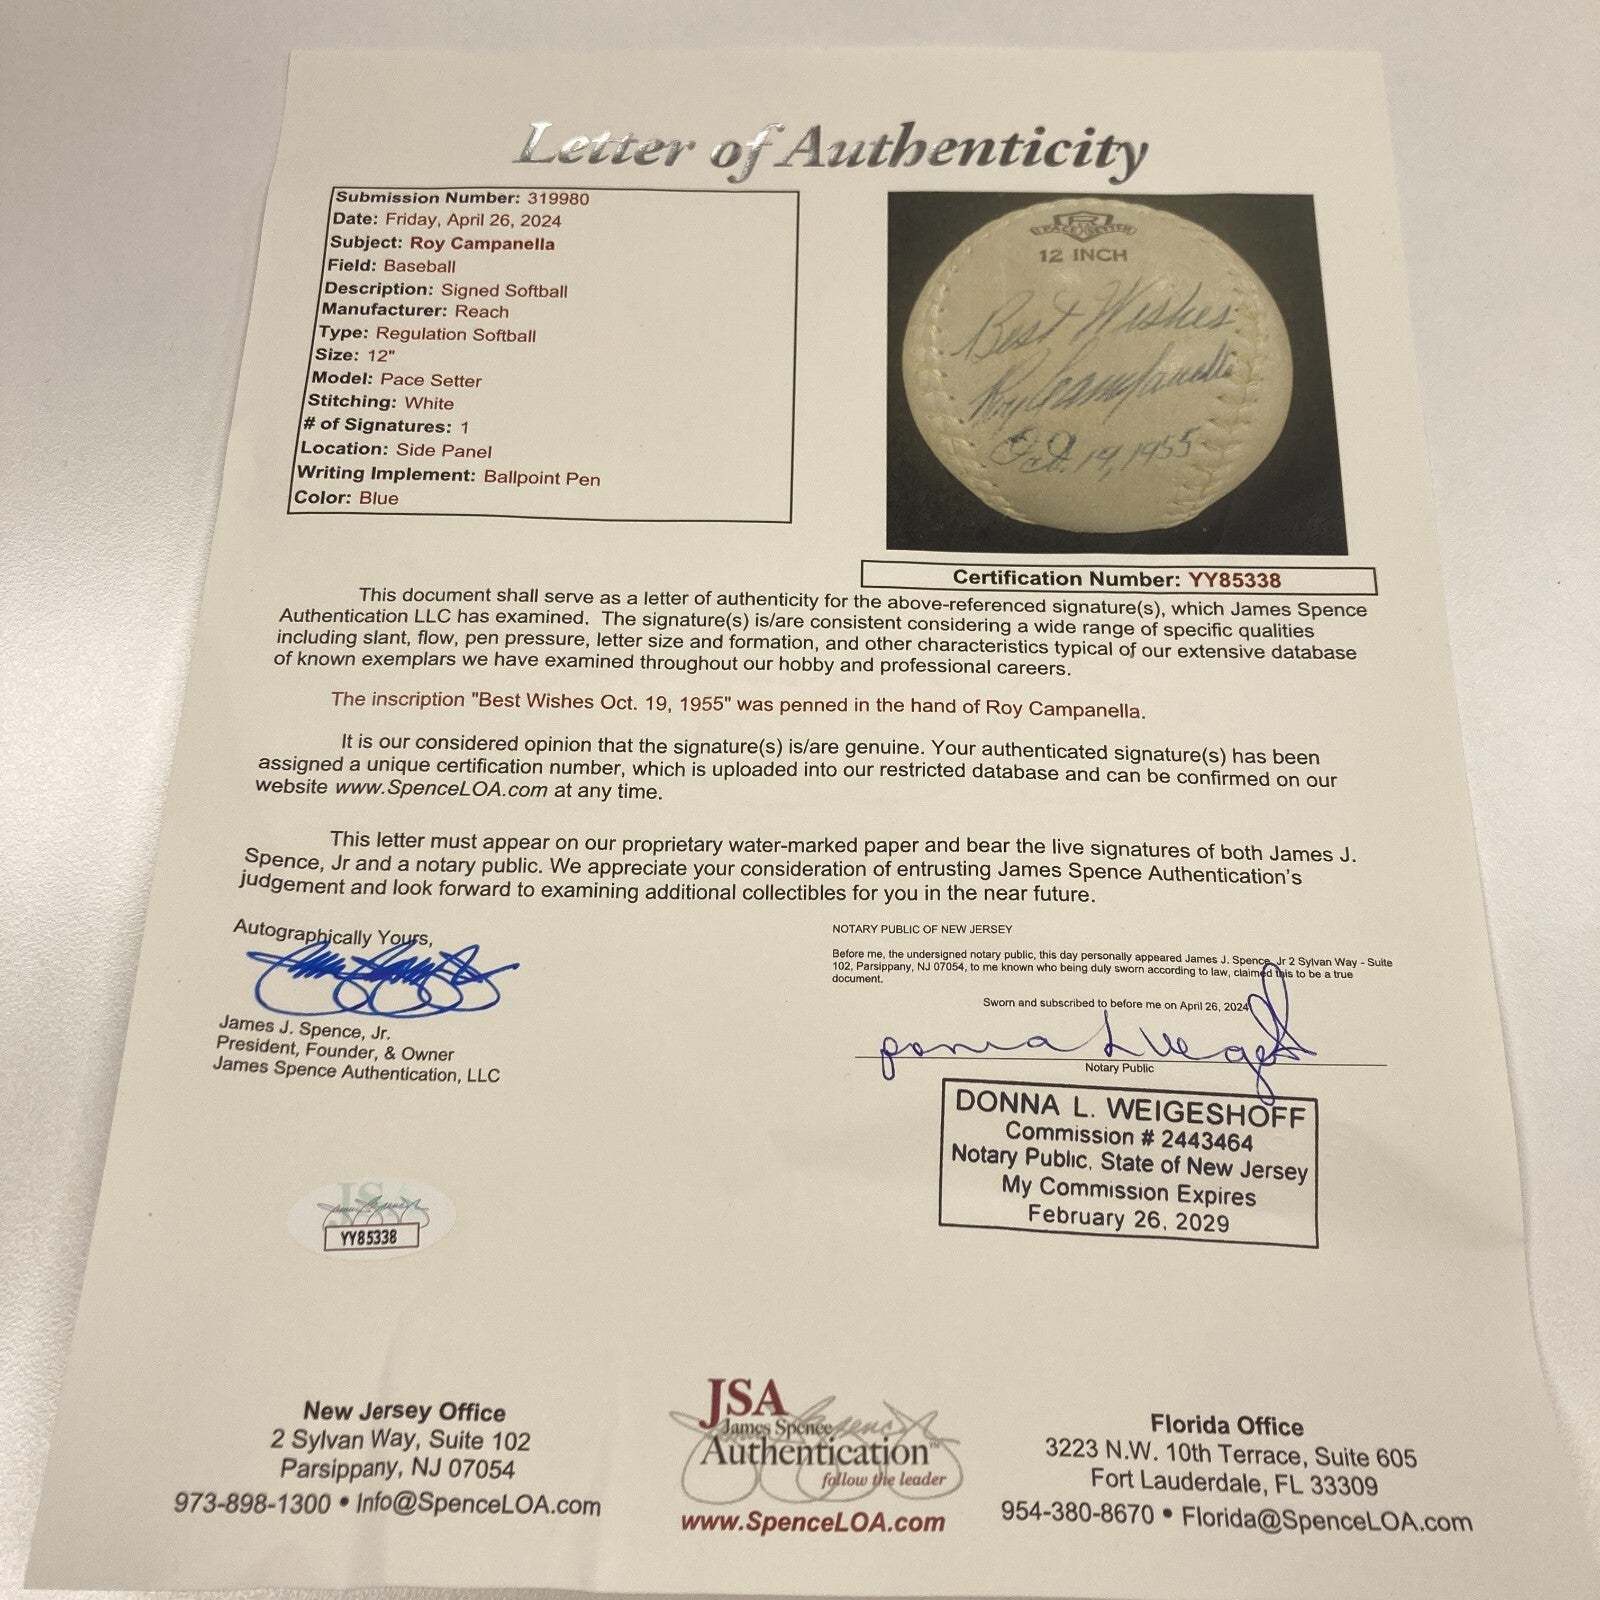 Letter of Authenticity
Submission Number: 319980
Date: Friday, April 26, 2024
Subject: Roy Campanella
Field: Baseball
Description: Signed Softball
Manufacturer: Reach
Type: Regulation Softball
Size: 12"
Model: Pace Setter
Stitching: White
# of Signatures: 1
Location: Side Panel
Writing Implement: Ballpoint Pen
Color: Blue
PACE SETTER
12 INCH
Best Wishes
Roy Campanella
Oct. 19, 1955
Certification Number: YY85338
This document shall serve as a letter of authenticity for the above-referenced signature(s), which James Spence
Authentication LLC has examined. The signature(s) is/are consistent considering a wide range of specific qualities
including slant, flow, pen pressure, letter size and formation, and other characteristics typical of our extensive database
of known exemplars we have examined throughout our hobby and professional careers.
The inscription "Best Wishes Oct. 19, 1955" was penned in the hand of Roy Campanella.
It is our considered opinion that the signature(s) is/are genuine. Your authenticated signature(s) has been
assigned a unique certification number, which is uploaded into our restricted database and can be confirmed on our
website www.SpenceLOA.com at any time.
This letter must appear on our proprietary water-marked paper and bear the live signatures of both James J.
Spence, Jr and a notary public. We appreciate your consideration of entrusting James Spence Authentication's
judgement and look forward to examining additional collectibles for you in the near future.
Autographically Yours,
James J. Spence, Jr.
President, Founder, & Owner
James Spence Authentication, LLC
NOTARY PUBLIC OF NEW JERSEY
Before me, the undersigned notary public, this day personally appeared James J. Spence, Jr 2 Sylvan Way - Suite
102, Parsippany, NJ 07054, to me known who being duly sworn according to law, claimed this to be a true
document.
Sworn and subscribed to before me on April 26, 2024
Notary Public
DONNA L. WEIGESHOFF
Commission # 2443464
Notary Public, State of New Jersey
My Commission Expires
February 26, 2029
JSA
YY85338
New Jersey Office
2 Sylvan Way, Suite 102
Parsippany, NJ 07054
973-898-1300 • Info@SpenceLOA.com
JSA
James Spence
Authentication™
follow the leader
www.SpenceLOA.com
Florida Office
3223 N.W. 10th Terrace, Suite 605
Fort Lauderdale, FL 33309
954-380-8670 • Florida@SpenceLOA.com